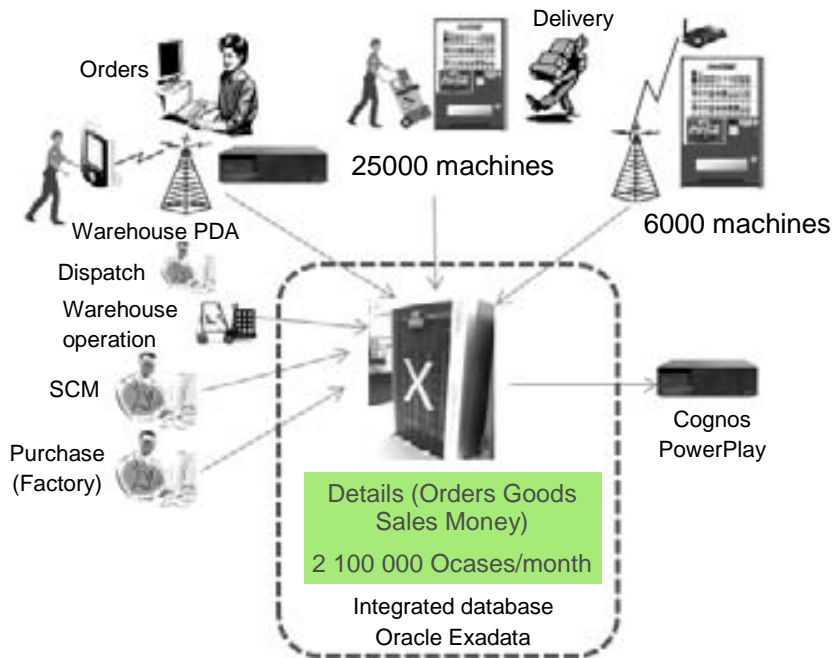 Delivery
Orders
25000 machines
6000 machines
Warehouse PDA
Dispatch
Warehouse
operation
SCM
Purchase
(Factory)
X
Cognos
PowerPlay
Details (Orders Goods
Sales Money)
2 100 000 Ocases/month
Integrated database
Oracle Exadata